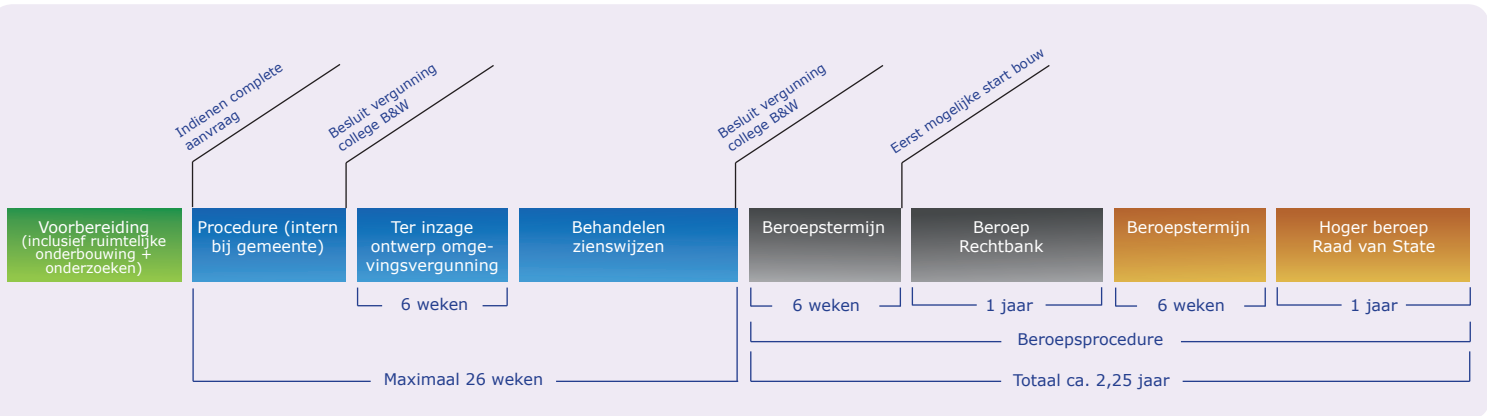 Indienen complete
aanvraag
Besluit vergunning
college B&W
Besluit vergunning
college B&W
Eerst mogelijke start bouw
Voorbereiding
(inclusief ruimtelijke
onderbouwing +
onderzoeken)
Procedure (intern
bij gemeente)
Ter inzage
ontwerp omge-
vingsvergunning
Behandelen
zienswijzen
Beroepstermijn
Beroep
Rechtbank
Beroepstermijn
Hoger beroep
Raad van State
6 weken
6 weken
1 jaar
6 weken
1 jaar
Beroepsprocedure
Maximaal 26 weken
Totaal ca. 2,25 jaar